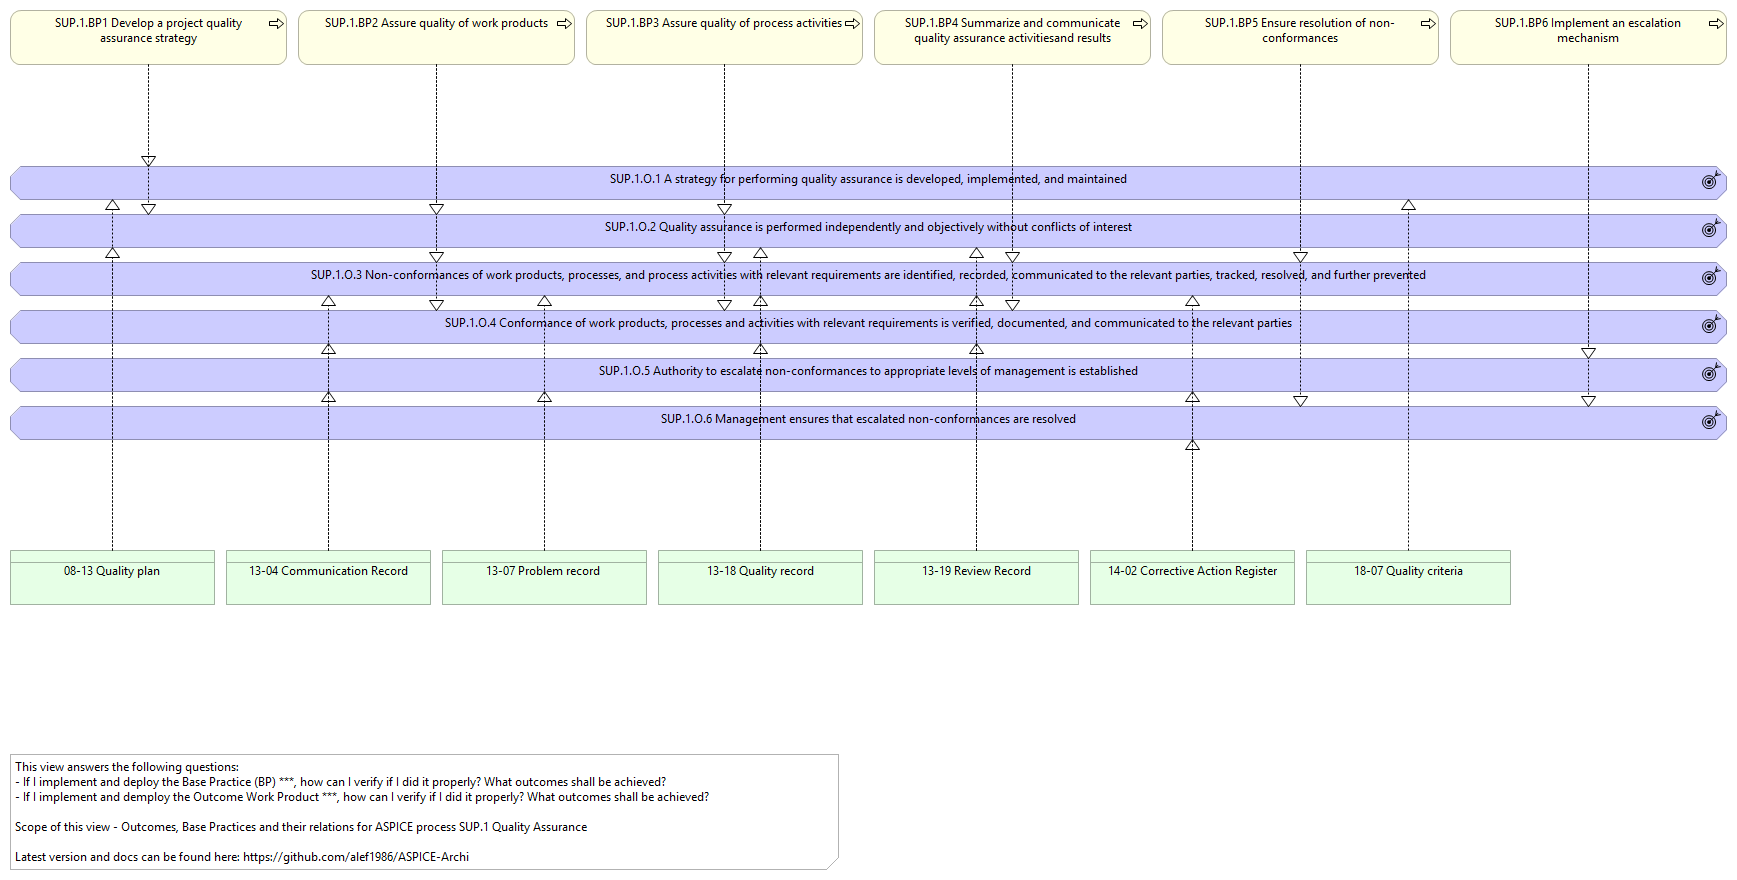 SUP.1.BP1 Develop a project quality
assurance strategy
SUP.1.BP2 Assure quality of work products
SUP.1.BP3 Assure quality of process activities
SUP.1.BP4 Summarize and communicate
quality assurance activitiesand results
SUP.1.BP5 Ensure resolution of non-
conformances
SUP.1.BP6 Implement an escalation
mechanism
SUP.1.O.1 A strategy for performing quality assurance is developed, implemented, and maintained
SUP.1.O.2 Quality assurance is performed independently and objectively without conflicts of interest
SUP.1.O.3 Non-conformances of work products, processes, and process activities with relevant requirements are identified, recorded, communicated to the relevant parties, tracked, resolved, and further prevented
SUP.1.O.4 Conformance of work products, processes and activities with relevant requirements is verified, documented, and communicated to the relevant parties
SUP.1.O.5 Authority to escalate non-conformances to appropriate levels of management is established
SUP.1.O.6 Management ensures that escalated non-conformances are resolved
08-13 Quality plan
13-04 Communication Record
13-07 Problem record
13-18 Quality record
13-19 Review Record
14-02 Corrective Action Register
18-07 Quality criteria
This view answers the following questions:
- If I implement and deploy the Base Practice (BP) ***, how can I verify if I did it properly? What outcomes shall be achieved?
- If I implement and demploy the Outcome Work Product ***, how can I verify if I did it properly? What outcomes shall be achieved?
Scope of this view - Outcomes, Base Practices and their relations for ASPICE process SUP.1 Quality Assurance
Latest version and docs can be found here: https://github.com/alef1986/ASPICE-Archi